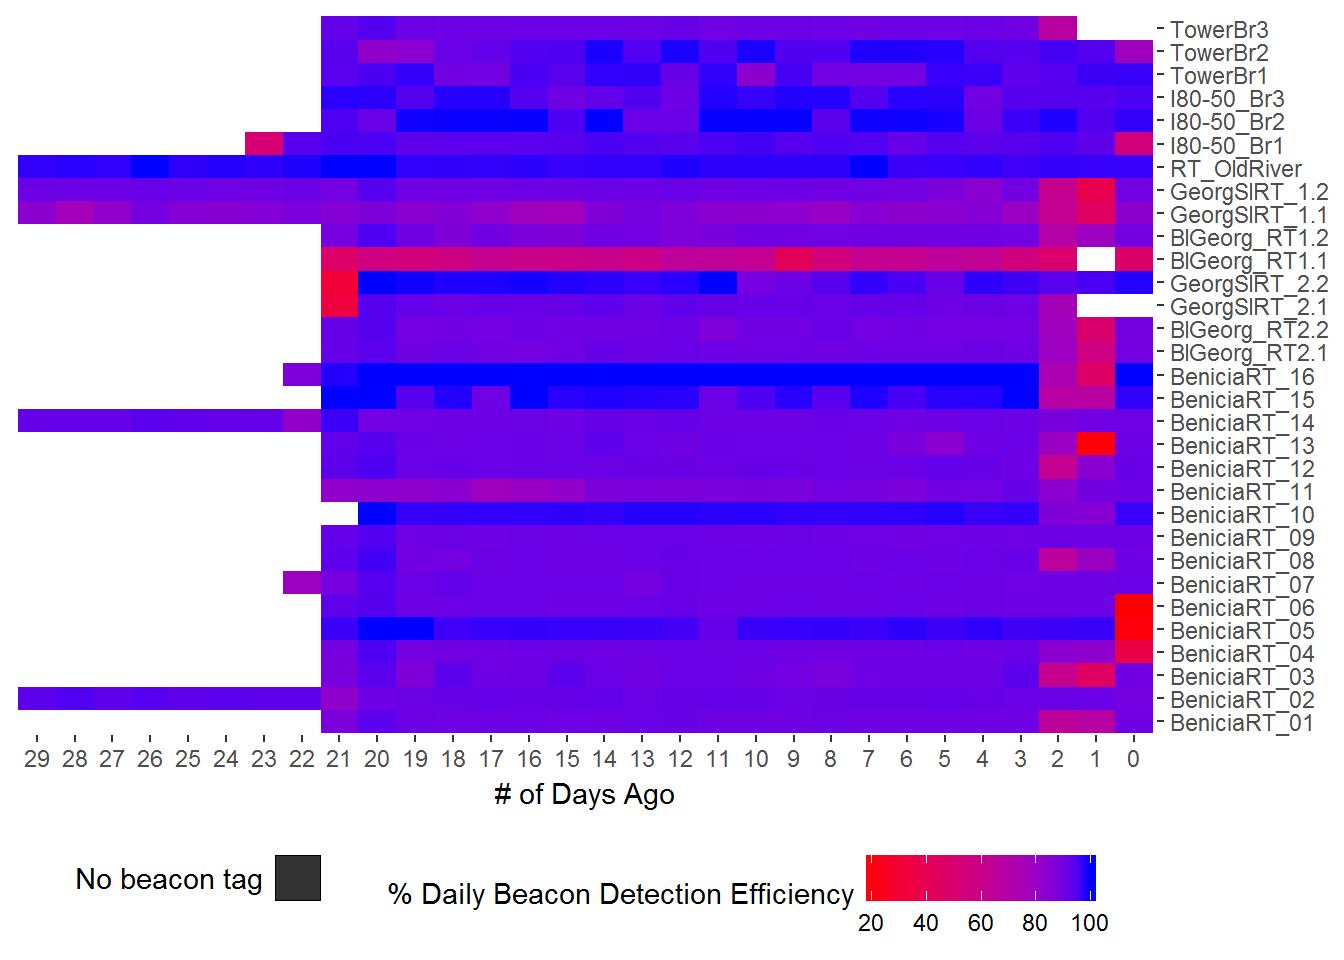 TowerBr3
TowerBr2
TowerBr1
I80-50_Br3
I80-50_Br2
I80-50_Br1
RT_OldRiver
GeorgSlRT_1.2
GeorgSlRT_1.1
BlGeorg_RT1.2
BlGeorg_RT1.1
GeorgSlRT_2.2
GeorgSlRT_2.1
BlGeorg_RT2.2
BlGeorg_RT2.1
BeniciaRT_16
BeniciaRT_15
BeniciaRT_14
BeniciaRT_13
BeniciaRT_12
BeniciaRT_11
BeniciaRT_10
BeniciaRT_09
BeniciaRT_08
BeniciaRT_07
BeniciaRT_06
BeniciaRT_05
BeniciaRT_04
BeniciaRT_03
BeniciaRT_02
BeniciaRT_01
29 28 27 26 25 24 23 22 21 20 19 18 17 16 15 14 13 12 11 10 9 8 7 6 5 4 3 2 1 0
# of Days Ago
No beacon tag
% Daily Beacon Detection Efficiency
20 40 60 80 100